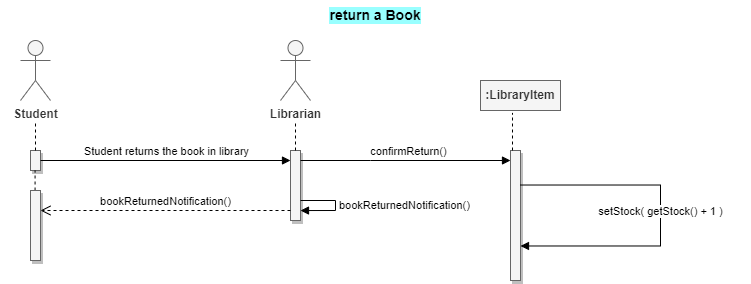 return a Book
Student
Librarian
:LibraryItem
Student returns the book in library
confirmReturn()
bookReturnedNotification()
bookReturnedNotification()
setStock( getStock() + 1 )